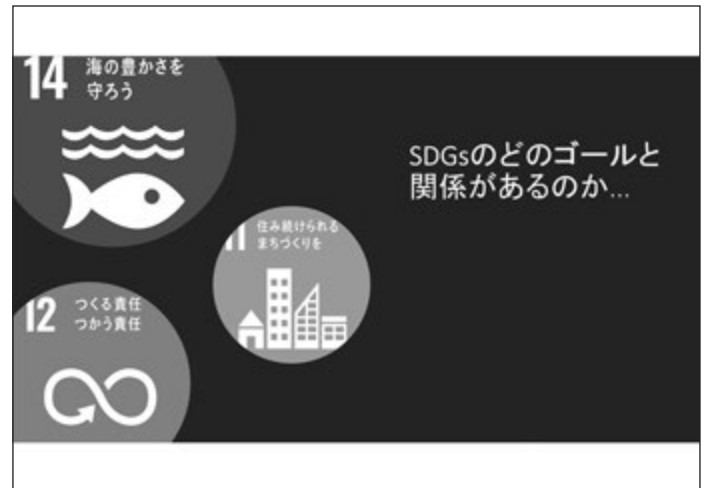 14 海の豊かさを
守ろう
SDGsのどのゴールと
関係があるのか...
11 住み続けられる
まちづくりを
12 つくる責任
つかう責任